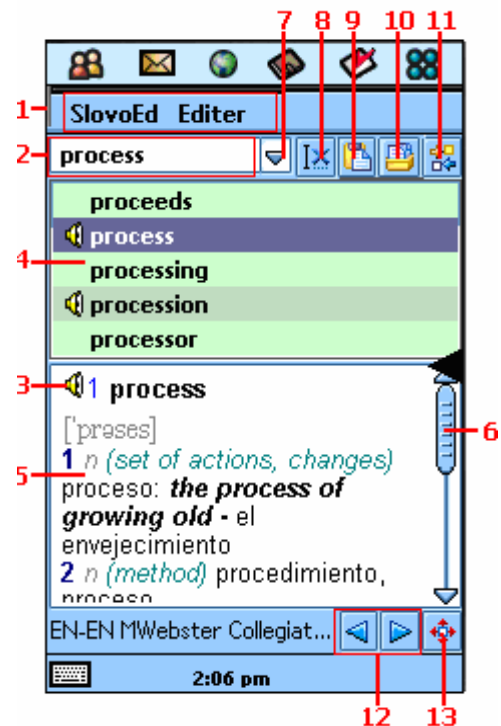 7 8 9 10 11
1 SlovoEd Editer
2 process
proceeds
process
4 processing
procession
processor
3 1 process
['prəses]
6
1 n (set of actions, changes)
5 proceso: the process of
growing old - el
envejecimiento
2 n (method) procedimiento,
proceso
EN-EN MWebster Collegiat...
2:06 pm
12 13